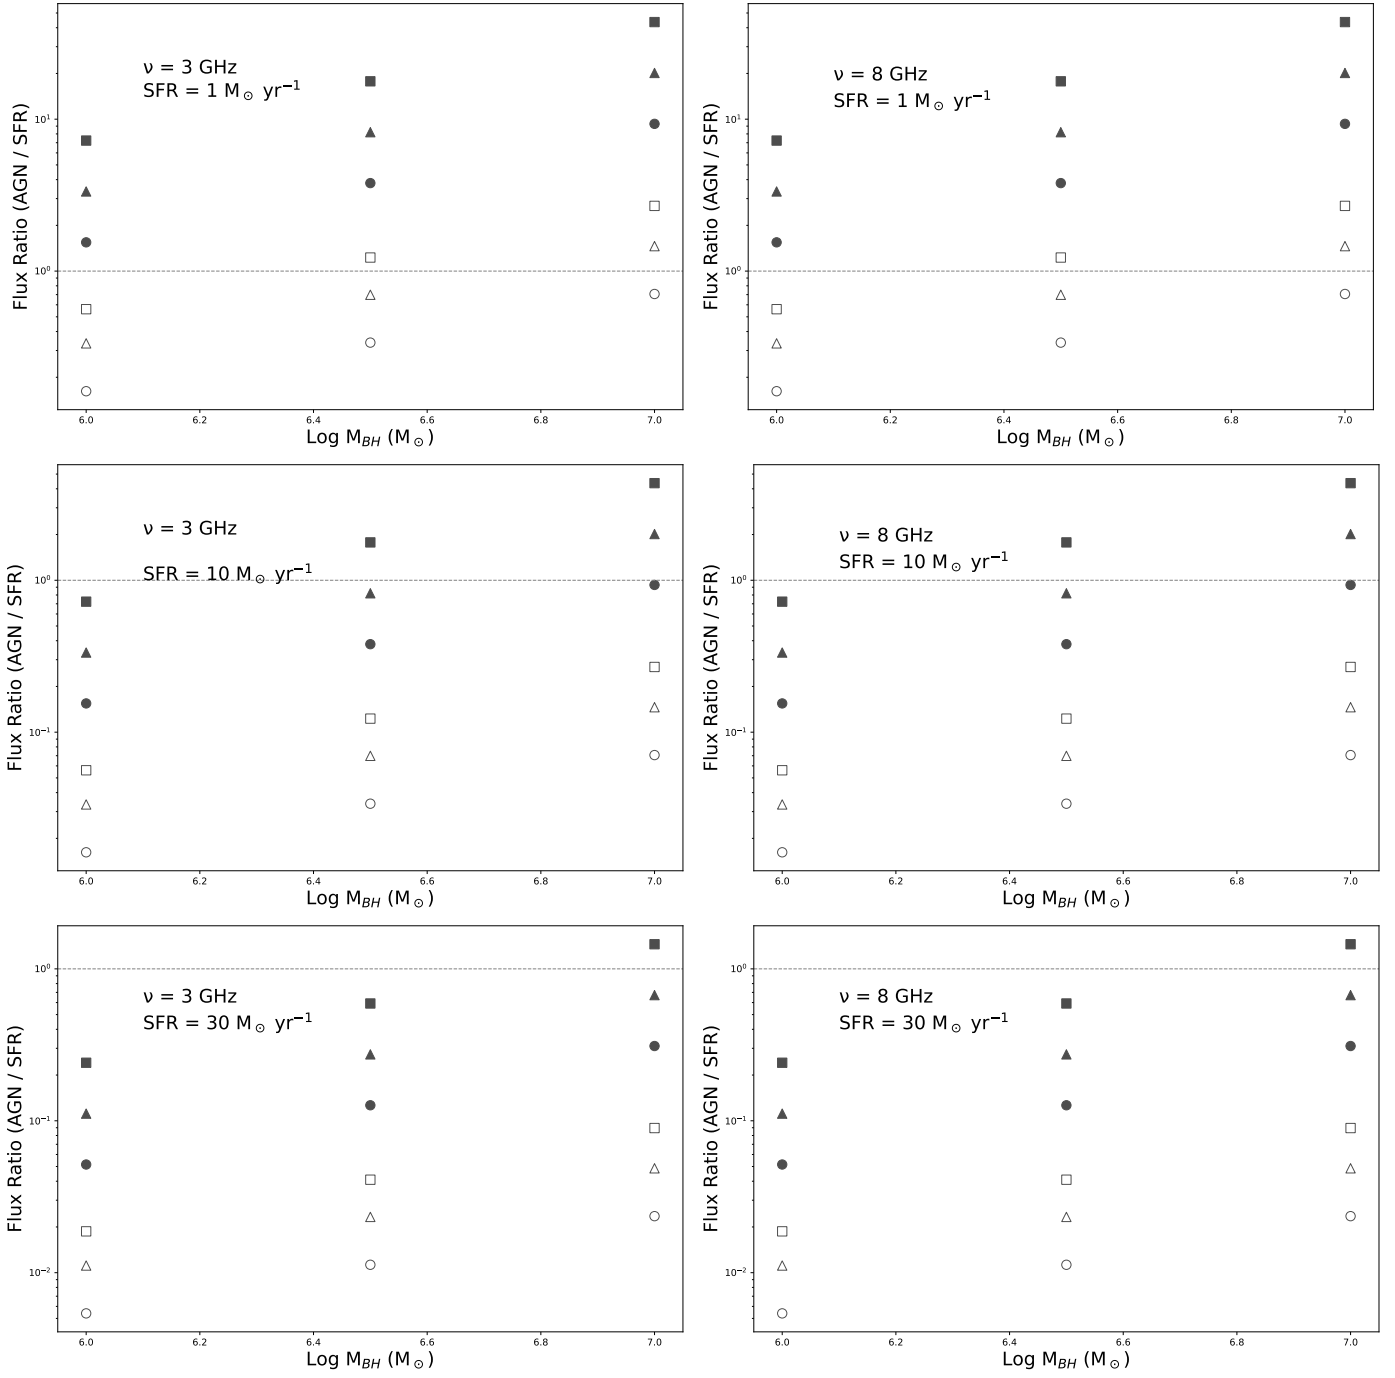 ν = 3 GHz
SFR = 1 M⊙ yr−1
Flux Ratio (AGN / SFR)
10¹
10⁰
6.0 6.2 6.4 6.6 6.8 7.0
Log M_BH (M⊙)
ν = 8 GHz
SFR = 1 M⊙ yr−1
Flux Ratio (AGN / SFR)
10¹
10⁰
6.0 6.2 6.4 6.6 6.8 7.0
Log M_BH (M⊙)
ν = 3 GHz
SFR = 10 M⊙ yr−1
Flux Ratio (AGN / SFR)
10⁰
10⁻¹
6.0 6.2 6.4 6.6 6.8 7.0
Log M_BH (M⊙)
ν = 8 GHz
SFR = 10 M⊙ yr−1
Flux Ratio (AGN / SFR)
10⁰
10⁻¹
6.0 6.2 6.4 6.6 6.8 7.0
Log M_BH (M⊙)
ν = 3 GHz
SFR = 30 M⊙ yr−1
Flux Ratio (AGN / SFR)
10⁰
10⁻¹
10⁻²
6.0 6.2 6.4 6.6 6.8 7.0
Log M_BH (M⊙)
ν = 8 GHz
SFR = 30 M⊙ yr−1
Flux Ratio (AGN / SFR)
10⁰
10⁻¹
10⁻²
6.0 6.2 6.4 6.6 6.8 7.0
Log M_BH (M⊙)